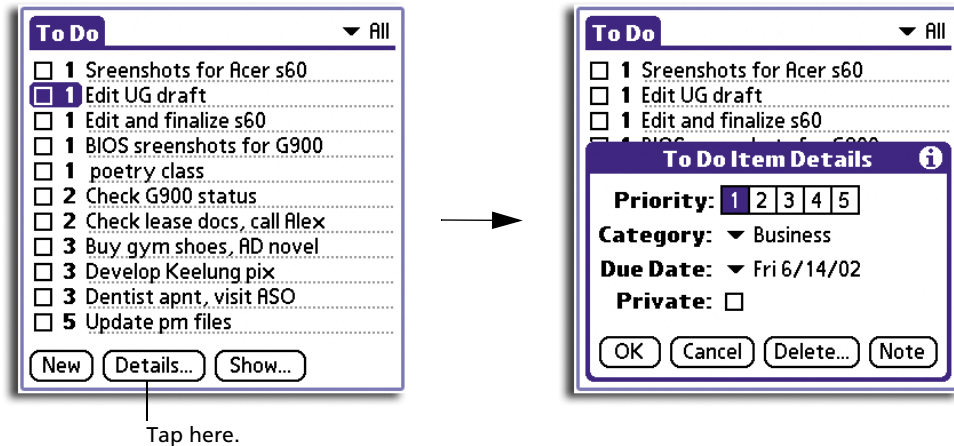 To Do
All
1 Sreenshots for Acer s60
1 Edit UG draft
1 Edit and finalize s60
1 BIOS sreenshots for G900
1 poetry class
2 Check G900 status
2 Check lease docs, call Alex
3 Buy gym shoes, AD novel
3 Develop Keelung pix
3 Dentist apnt, visit ASO
5 Update pm files
New Details... Show...
Tap here.
To Do
All
1 Sreenshots for Acer s60
1 Edit UG draft
1 Edit and finalize s60
To Do Item Details
Priority: 1 2 3 4 5
Category: Business
Due Date: Fri 6/14/02
Private:
OK Cancel Delete... Note